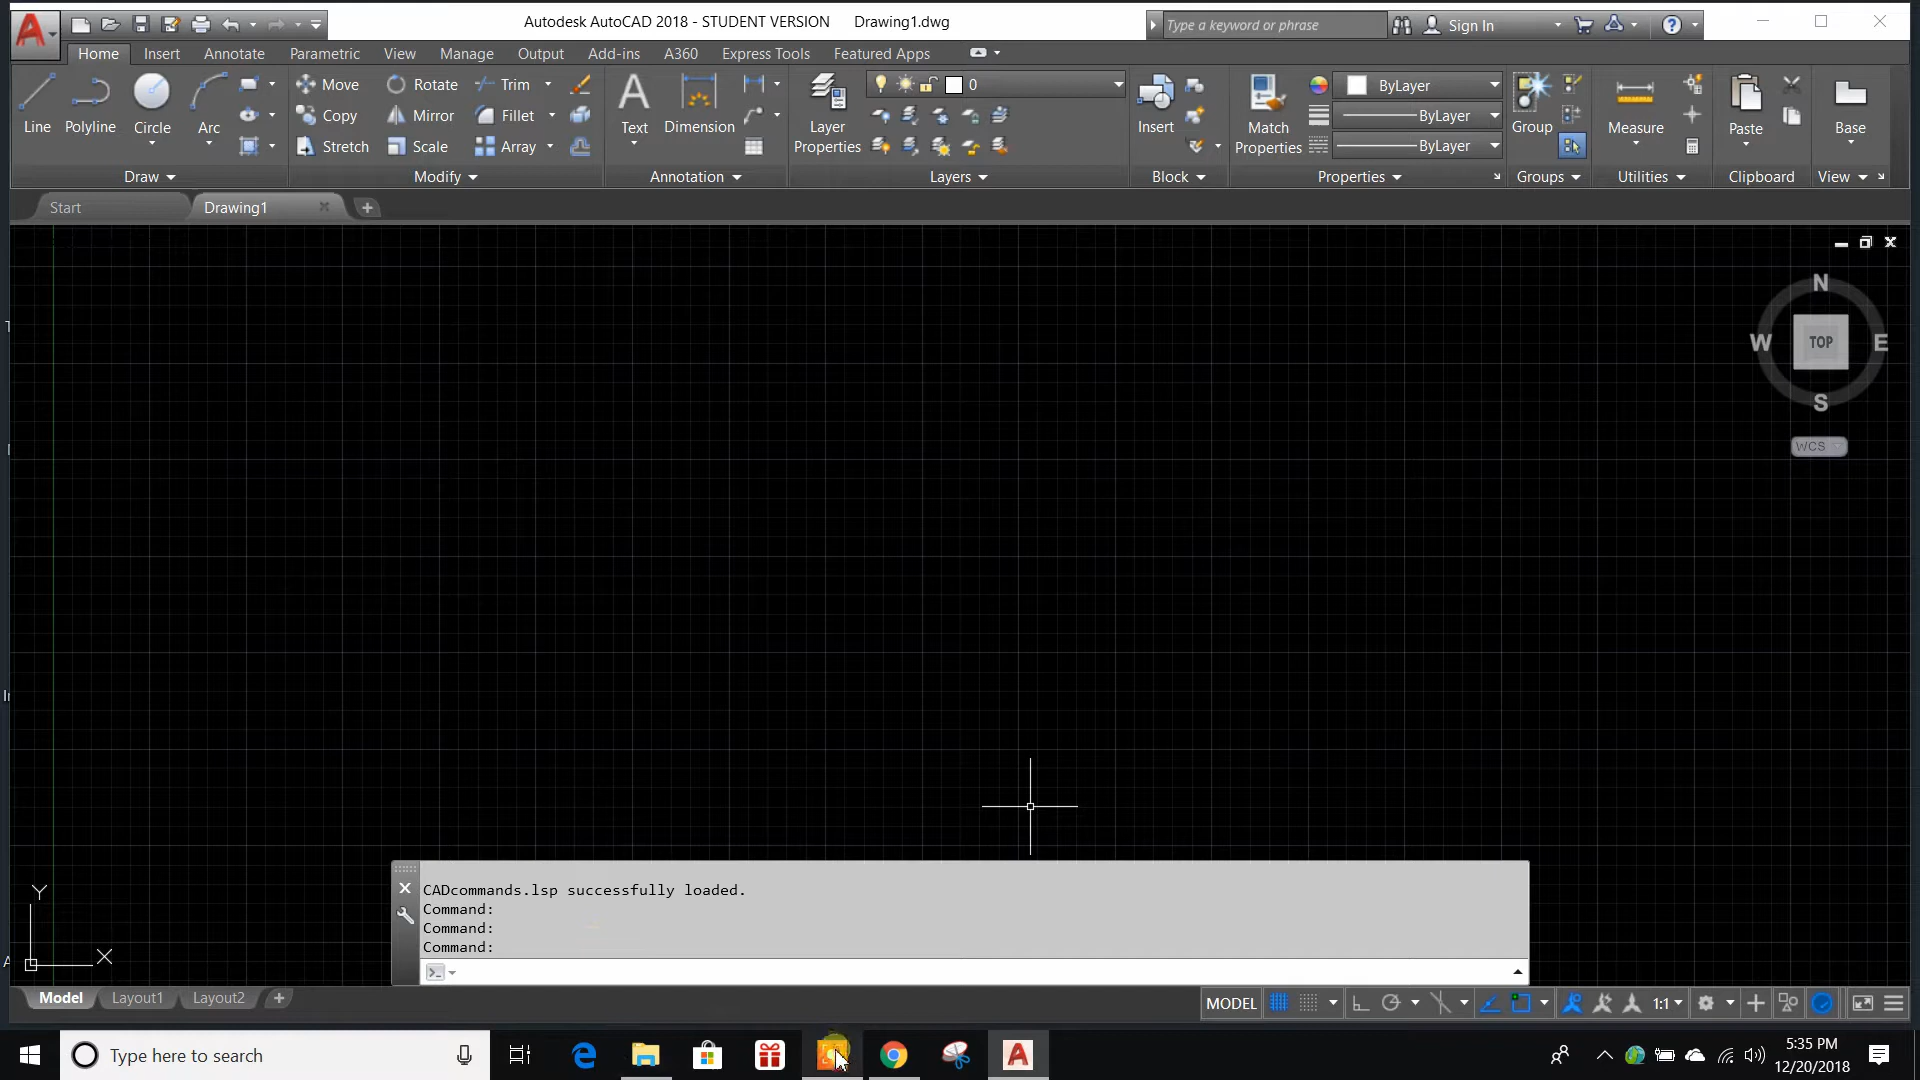 Autodesk AutoCAD 2018 - STUDENT VERSION Drawing1.dwg
Type a keyword or phrase
Sign In
Home Insert Annotate Parametric View Manage Output Add-ins A360 Express Tools Featured Apps
Line
Polyline
Circle
Arc
Move
Copy
Stretch
Rotate
Mirror
Scale
Trim
Fillet
Array
Text
Dimension
Layer
Properties
0
Insert
Match
Properties
ByLayer
ByLayer
ByLayer
Group
Measure
Paste
Base
Draw
Modify
Annotation
Layers
Block
Properties
Groups
Utilities
Clipboard
View
Start
Drawing1
N
W
TOP
E
S
WCS
CADcommands.lsp successfully loaded.
Command:
Command:
Command:
Y
X
Model Layout1 Layout2
MODEL
1:1
Type here to search
5:35 PM
12/20/2018